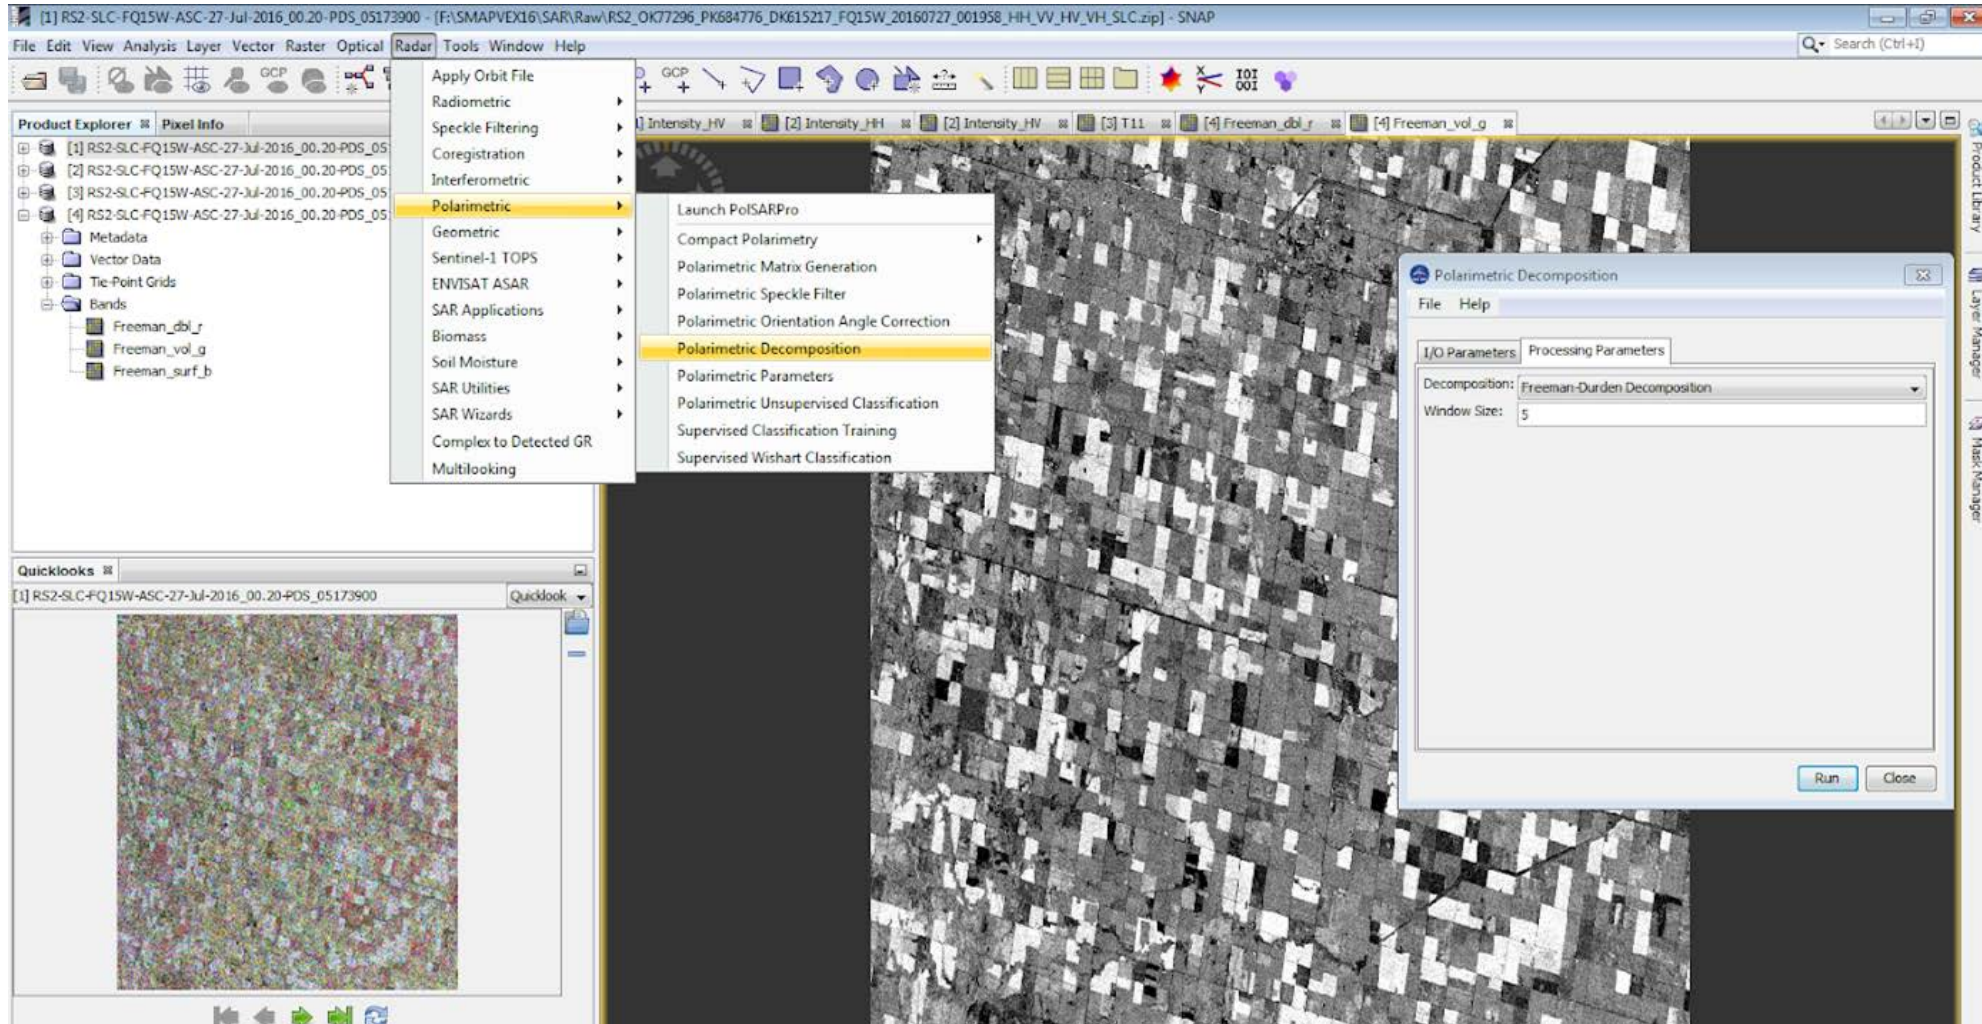 [1] RS2-SLC-FQ15W-ASC-27-Jul-2016_00.20-PDS_05173900 - [F:\SMAPVEX16\SAR\Raw\RS2_OK77296_PK684776_DK615217_FQ15W_20160727_001958_HH_VV_HV_VH_SLC.zip] - SNAP
File Edit View Analysis Layer Vector Raster Optical Radar Tools Window Help
Search (Ctrl+I)
GCP
GCP
Product Explorer
Pixel Info
[1] RS2-SLC-FQ15W-ASC-27-Jul-2016_00.20-PDS_05
[2] RS2-SLC-FQ15W-ASC-27-Jul-2016_00.20-PDS_05
[3] RS2-SLC-FQ15W-ASC-27-Jul-2016_00.20-PDS_05
[4] RS2-SLC-FQ15W-ASC-27-Jul-2016_00.20-PDS_05
Metadata
Vector Data
Tie-Point Grids
Bands
Freeman_dbl_r
Freeman_vol_g
Freeman_surf_b
Apply Orbit File
Radiometric
Speckle Filtering
Coregistration
Interferometric
Polarimetric
Geometric
Sentinel-1 TOPS
ENVISAT ASAR
SAR Applications
Biomass
Soil Moisture
SAR Utilities
SAR Wizards
Complex to Detected GR
Multilooking
Launch PolSARPro
Compact Polarimetry
Polarimetric Matrix Generation
Polarimetric Speckle Filter
Polarimetric Orientation Angle Correction
Polarimetric Decomposition
Polarimetric Parameters
Polarimetric Unsupervised Classification
Supervised Classification Training
Supervised Wishart Classification
Intensity_HV [2] Intensity_HH [2] Intensity_HV [3] T11 [4] Freeman_dbl_r [4] Freeman_vol_g
Polarimetric Decomposition
File Help
I/O Parameters Processing Parameters
Decomposition: Freeman-Durden Decomposition
Window Size: 5
Run Close
Product Library
Layer Manager
Mask Manager
Quicklooks
[1] RS2-SLC-FQ15W-ASC-27-Jul-2016_00.20-PDS_05173900
Quicklook